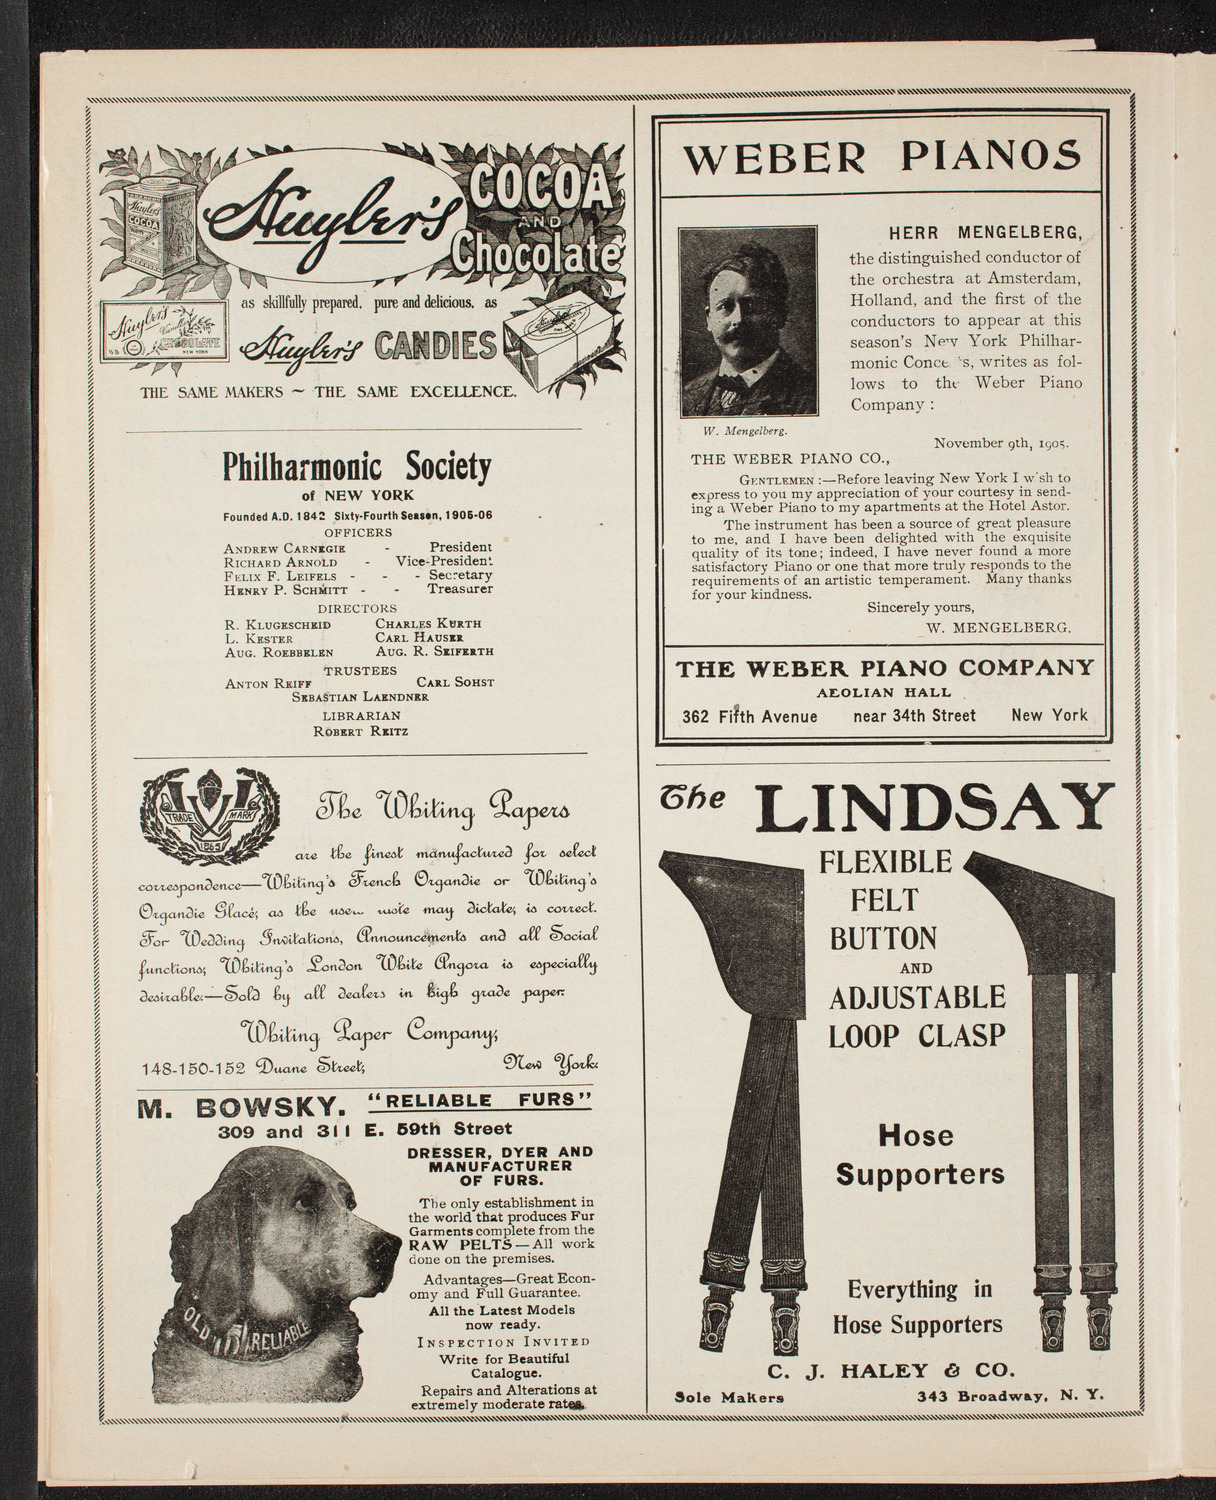 Huyler's
COCOA
AND
Chocolate
Huyler's
COCOA
Huyler's
CHOCOLATE
NEW YORK
as skillfully prepared, pure and delicious, as
Huyler's CANDIES
THE SAME MAKERS ~ THE SAME EXCELLENCE.
Philharmonic Society
of NEW YORK
Founded A.D. 1842 Sixty-Fourth Season, 1905-06
OFFICERS
ANDREW CARNEGIE - President
RICHARD ARNOLD - Vice-President
FELIX F. LEIFELS - - - Secretary
HENRY P. SCHMITT - - Treasurer
DIRECTORS
R. KLUGESCHEID CHARLES KURTH
L. KESTER CARL HAUSER
AUG. ROEBBELEN AUG. R. SEIFERTH
TRUSTEES
ANTON REIFF CARL SOHST
SEBASTIAN LAENDNER
LIBRARIAN
ROBERT REITZ
TRADE MARK
1865
The Whiting Papers
are the finest manufactured for select
correspondence—Whiting's French Organdie or Whiting's
Organdie Glacé; as the may dictate; is correct.
For Wedding Invitations, Announcements and all Social
functions; Whiting's London White Angora is especially
desirable:—Sold by all dealers in high grade paper.
Whiting Paper Company;
148-150-152 Duane Street; New York.
M. BOWSKY. "RELIABLE FURS"
309 and 311 E. 59th Street
OLD RELIABLE
DRESSER, DYER AND
MANUFACTURER
OF FURS.
The only establishment in
the world that produces Fur
Garments complete from the
RAW PELTS—All work
done on the premises.
Advantages—Great Econ-
omy and Full Guarantee.
All the Latest Models
now ready.
INSPECTION INVITED
Write for Beautiful
Catalogue.
Repairs and Alterations at
extremely moderate rates.
WEBER PIANOS
W. Mengelberg.
HERR MENGELBERG,
the distinguished conductor of
the orchestra at Amsterdam,
Holland, and the first of the
conductors to appear at this
season's New York Philhar-
monic Conce 's, writes as fol-
lows to the Weber Piano
Company :
November 9th, 1905.
THE WEBER PIANO CO.,
GENTLEMEN :—Before leaving New York I wish to
express to you my appreciation of your courtesy in send-
ing a Weber Piano to my apartments at the Hotel Astor.
The instrument has been a source of great pleasure
to me, and I have been delighted with the exquisite
quality of its tone; indeed, I have never found a more
satisfactory Piano or one that more truly responds to the
requirements of an artistic temperament. Many thanks
for your kindness.
Sincerely yours,
W. MENGELBERG.
THE WEBER PIANO COMPANY
AEOLIAN HALL
362 Fifth Avenue near 34th Street New York
The LINDSAY
FLEXIBLE
FELT
BUTTON
AND
ADJUSTABLE
LOOP CLASP
Hose
Supporters
Everything in
Hose Supporters
C. J. HALEY & CO.
Sole Makers 343 Broadway, N. Y.